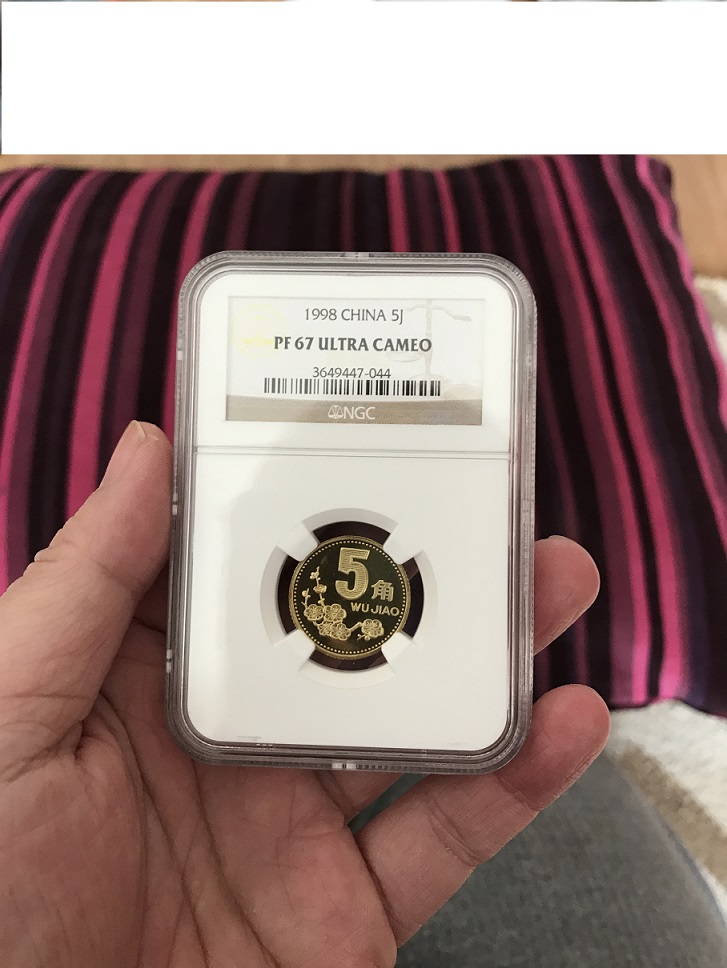 1998 CHINA 5J
PF 67 ULTRA CAMEO
3649447-044
NGC
5角
WU JIAO